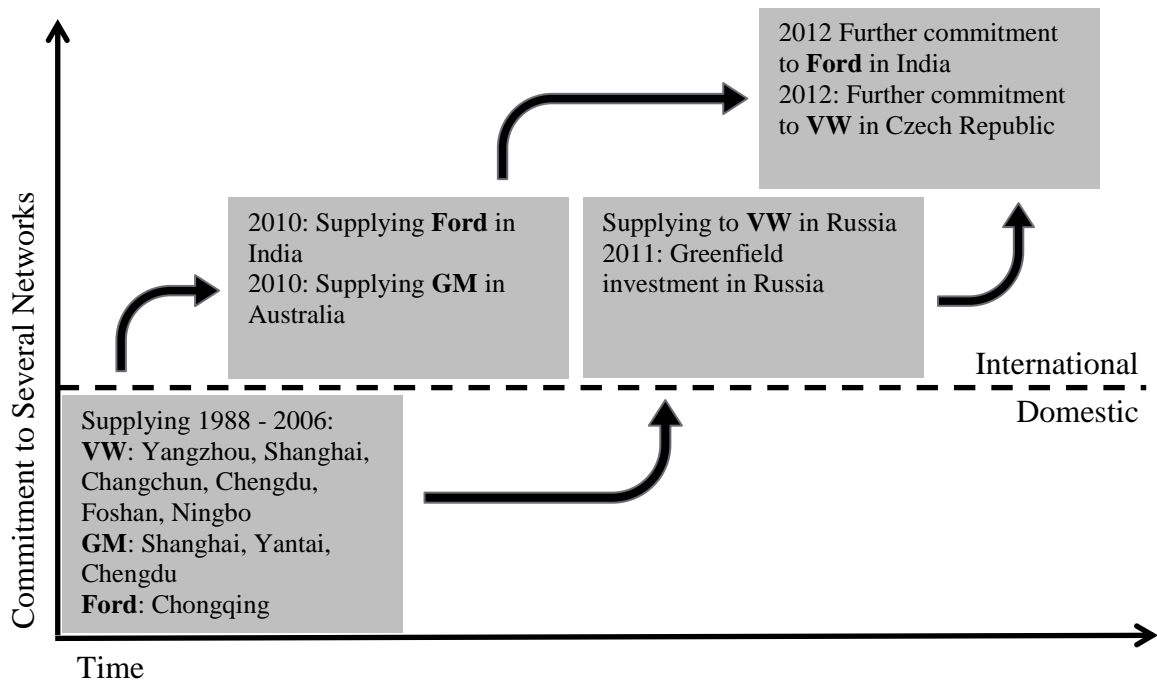 2012 Further commitment
to Ford in India
2012: Further commitment
to VW in Czech Republic
2010: Supplying Ford in
India
2010: Supplying GM in
Australia
Supplying to VW in Russia
2011: Greenfield
investment in Russia
International
Domestic
Supplying 1988 - 2006:
VW: Yangzhou, Shanghai,
Changchun, Chengdu,
Foshan, Ningbo
GM: Shanghai, Yantai,
Chengdu
Ford: Chongqing
Commitment to Several Networks
Time